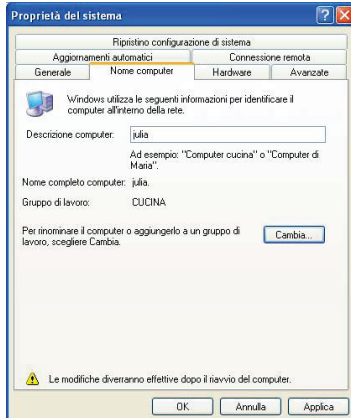 Proprietà del sistema
Ripristino configurazione di sistema
Aggiornamenti automatici Connessione remota
Generale Nome computer Hardware Avanzate
Windows utilizza le seguenti informazioni per identificare il
computer all'interno della rete.
Descrizione computer: julia
Ad esempio: "Computer cucina" o "Computer di
Maria".
Nome completo computer: julia.
Gruppo di lavoro: CUCINA
Per rinominare il computer o aggiungerlo a un gruppo di
lavoro, scegliere Cambia.
Cambia...
Le modifiche diverranno effettive dopo il riavvio del computer.
OK Annulla Applica